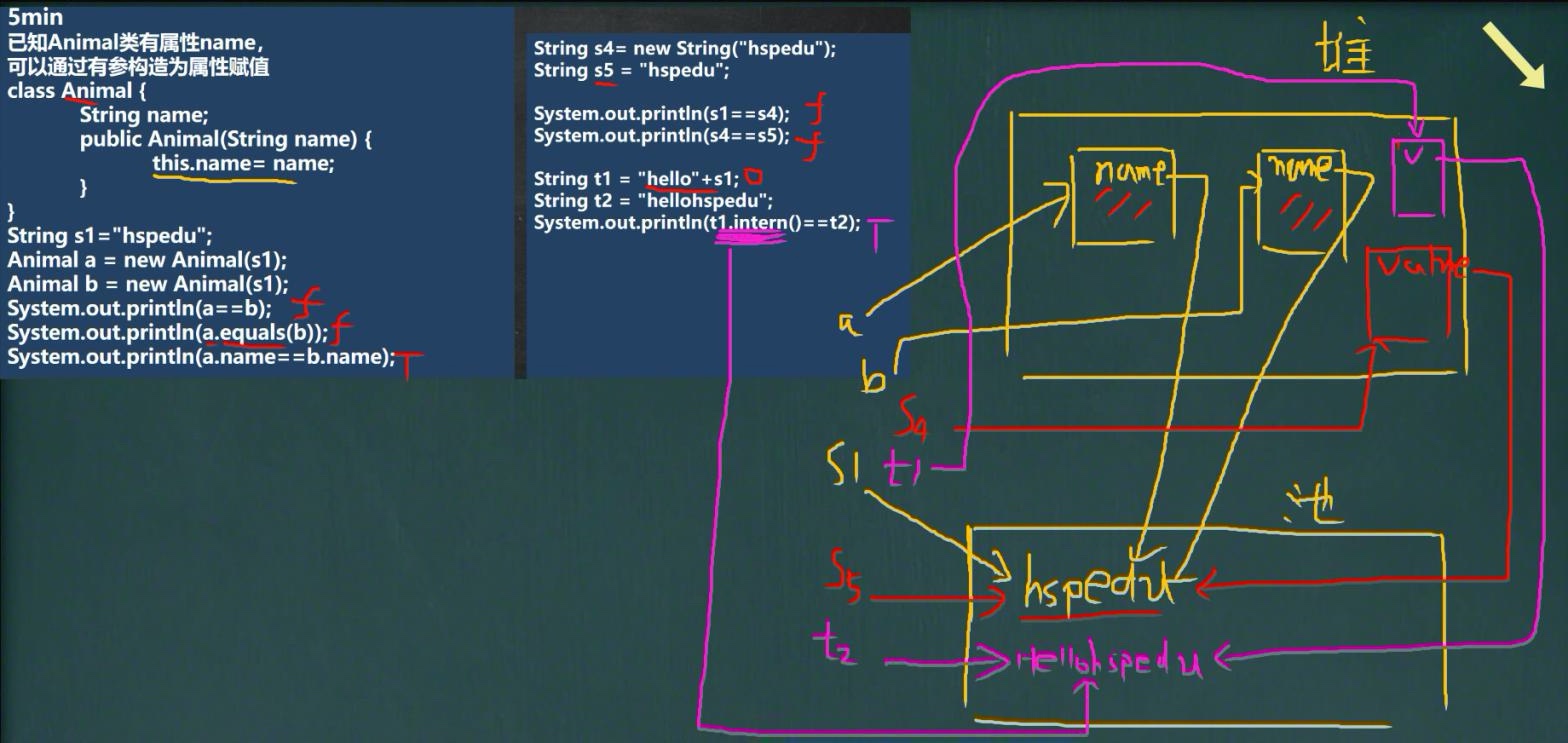 5min
已知Animal类有属性name，
可以通过有参构造为属性赋值
class Animal {
String name;
public Animal(String name) {
this.name= name;
}
}
String s1="hspedu";
Animal a = new Animal(s1);
Animal b = new Animal(s1);
System.out.println(a==b); f
System.out.println(a.equals(b)); f
System.out.println(a.name==b.name); T
String s4= new String("hspedu");
String s5 = "hspedu";
System.out.println(s1==s4); f
System.out.println(s4==s5); f
String t1 = "hello"+s1;
String t2 = "hellohspedu";
System.out.println(t1.intern()==t2); T
堆
name
name
v
value
a
b
S4
S1 t1
池
S5
hspedu
t2
Hellohspedu